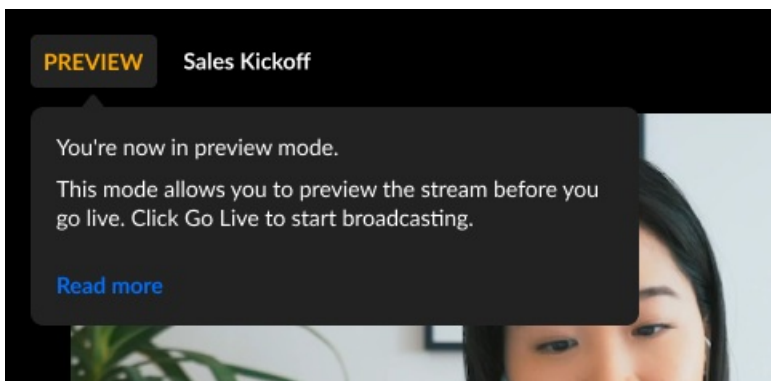 PREVIEW Sales Kickoff
You're now in preview mode.
This mode allows you to preview the stream before you
go live. Click Go Live to start broadcasting.
Read more